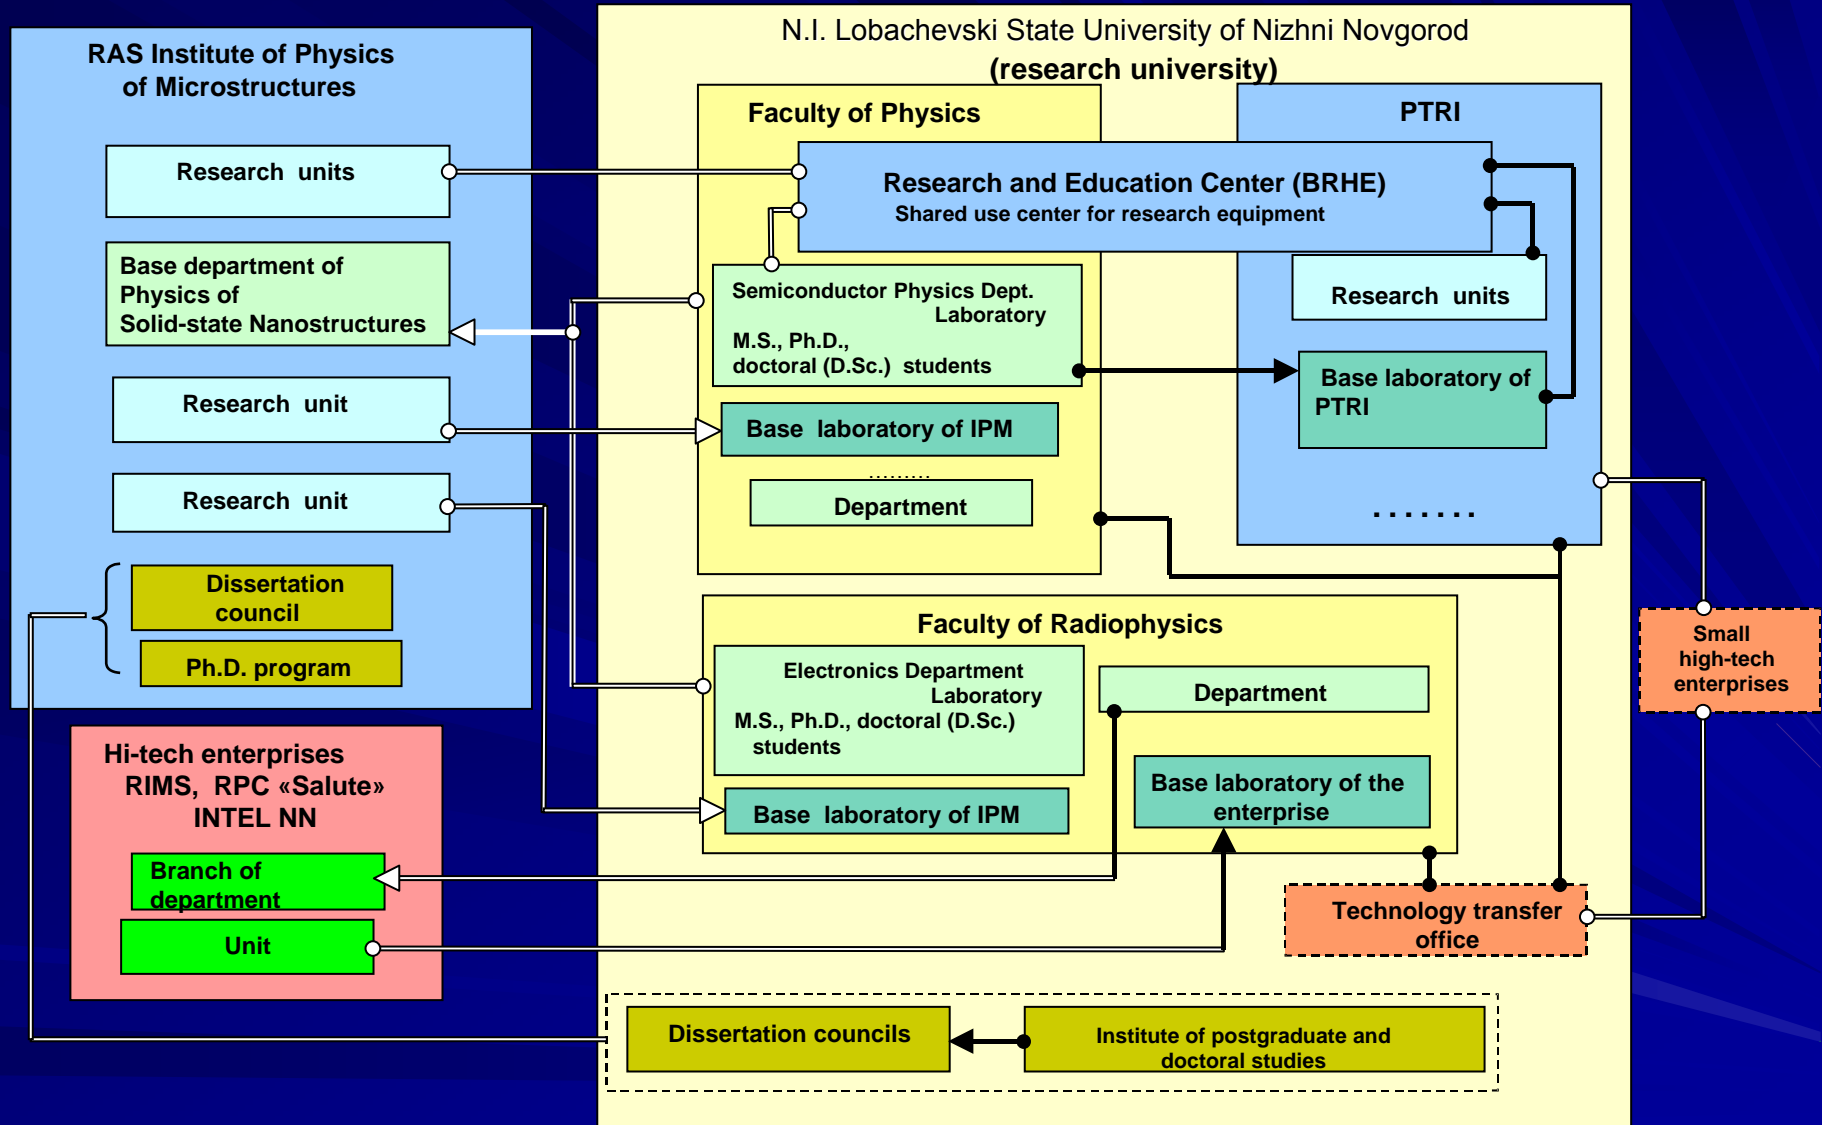 RAS Institute of Physics
of Microstructures
Research units
Base department of
Physics of
Solid-state Nanostructures
Research unit
Research unit
Dissertation
council
Ph.D. program
Hi-tech enterprises
RIMS, RPC «Salute»
INTEL NN
Branch of
department
Unit
N.I. Lobachevski State University of Nizhni Novgorod
(research university)
Faculty of Physics
PTRI
Research and Education Center (BRHE)
Shared use center for research equipment
Semiconductor Physics Dept.
Laboratory
M.S., Ph.D.,
doctoral (D.Sc.) students
Research units
Base laboratory of
PTRI
Base laboratory of IPM
.........
Department
.......
Faculty of Radiophysics
Electronics Department
Laboratory
M.S., Ph.D., doctoral (D.Sc.)
students
Department
Base laboratory of IPM
Base laboratory of the
enterprise
Small
high-tech
enterprises
Technology transfer
office
Dissertation councils
Institute of postgraduate and
doctoral studies